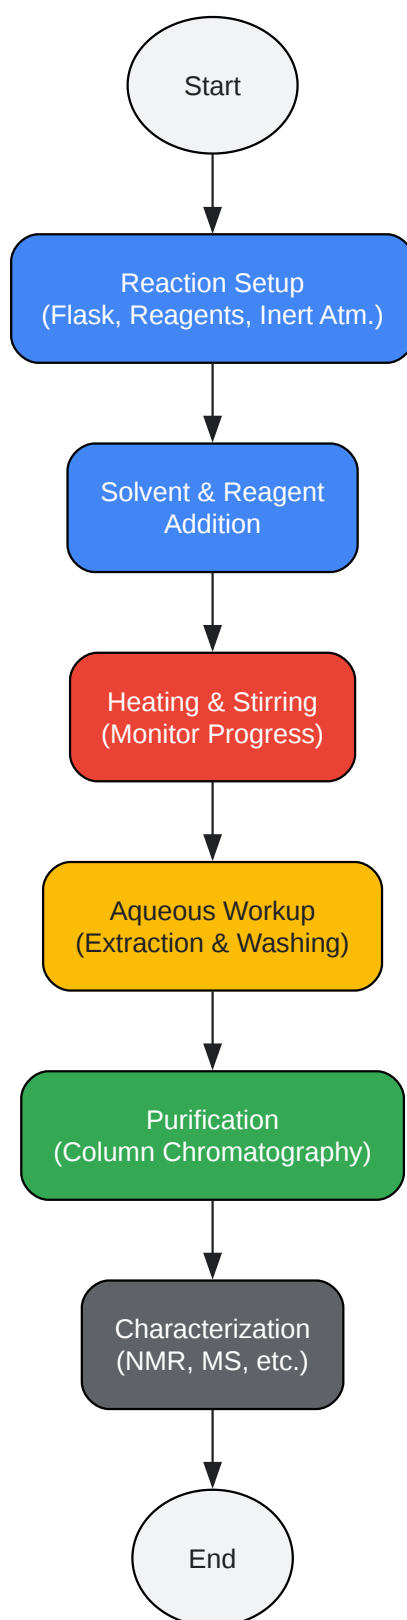 Start
Reaction Setup
(Flask, Reagents, Inert Atm.)
Solvent & Reagent
Addition
Heating & Stirring
(Monitor Progress)
Aqueous Workup
(Extraction & Washing)
Purification
(Column Chromatography)
Characterization
(NMR, MS, etc.)
End